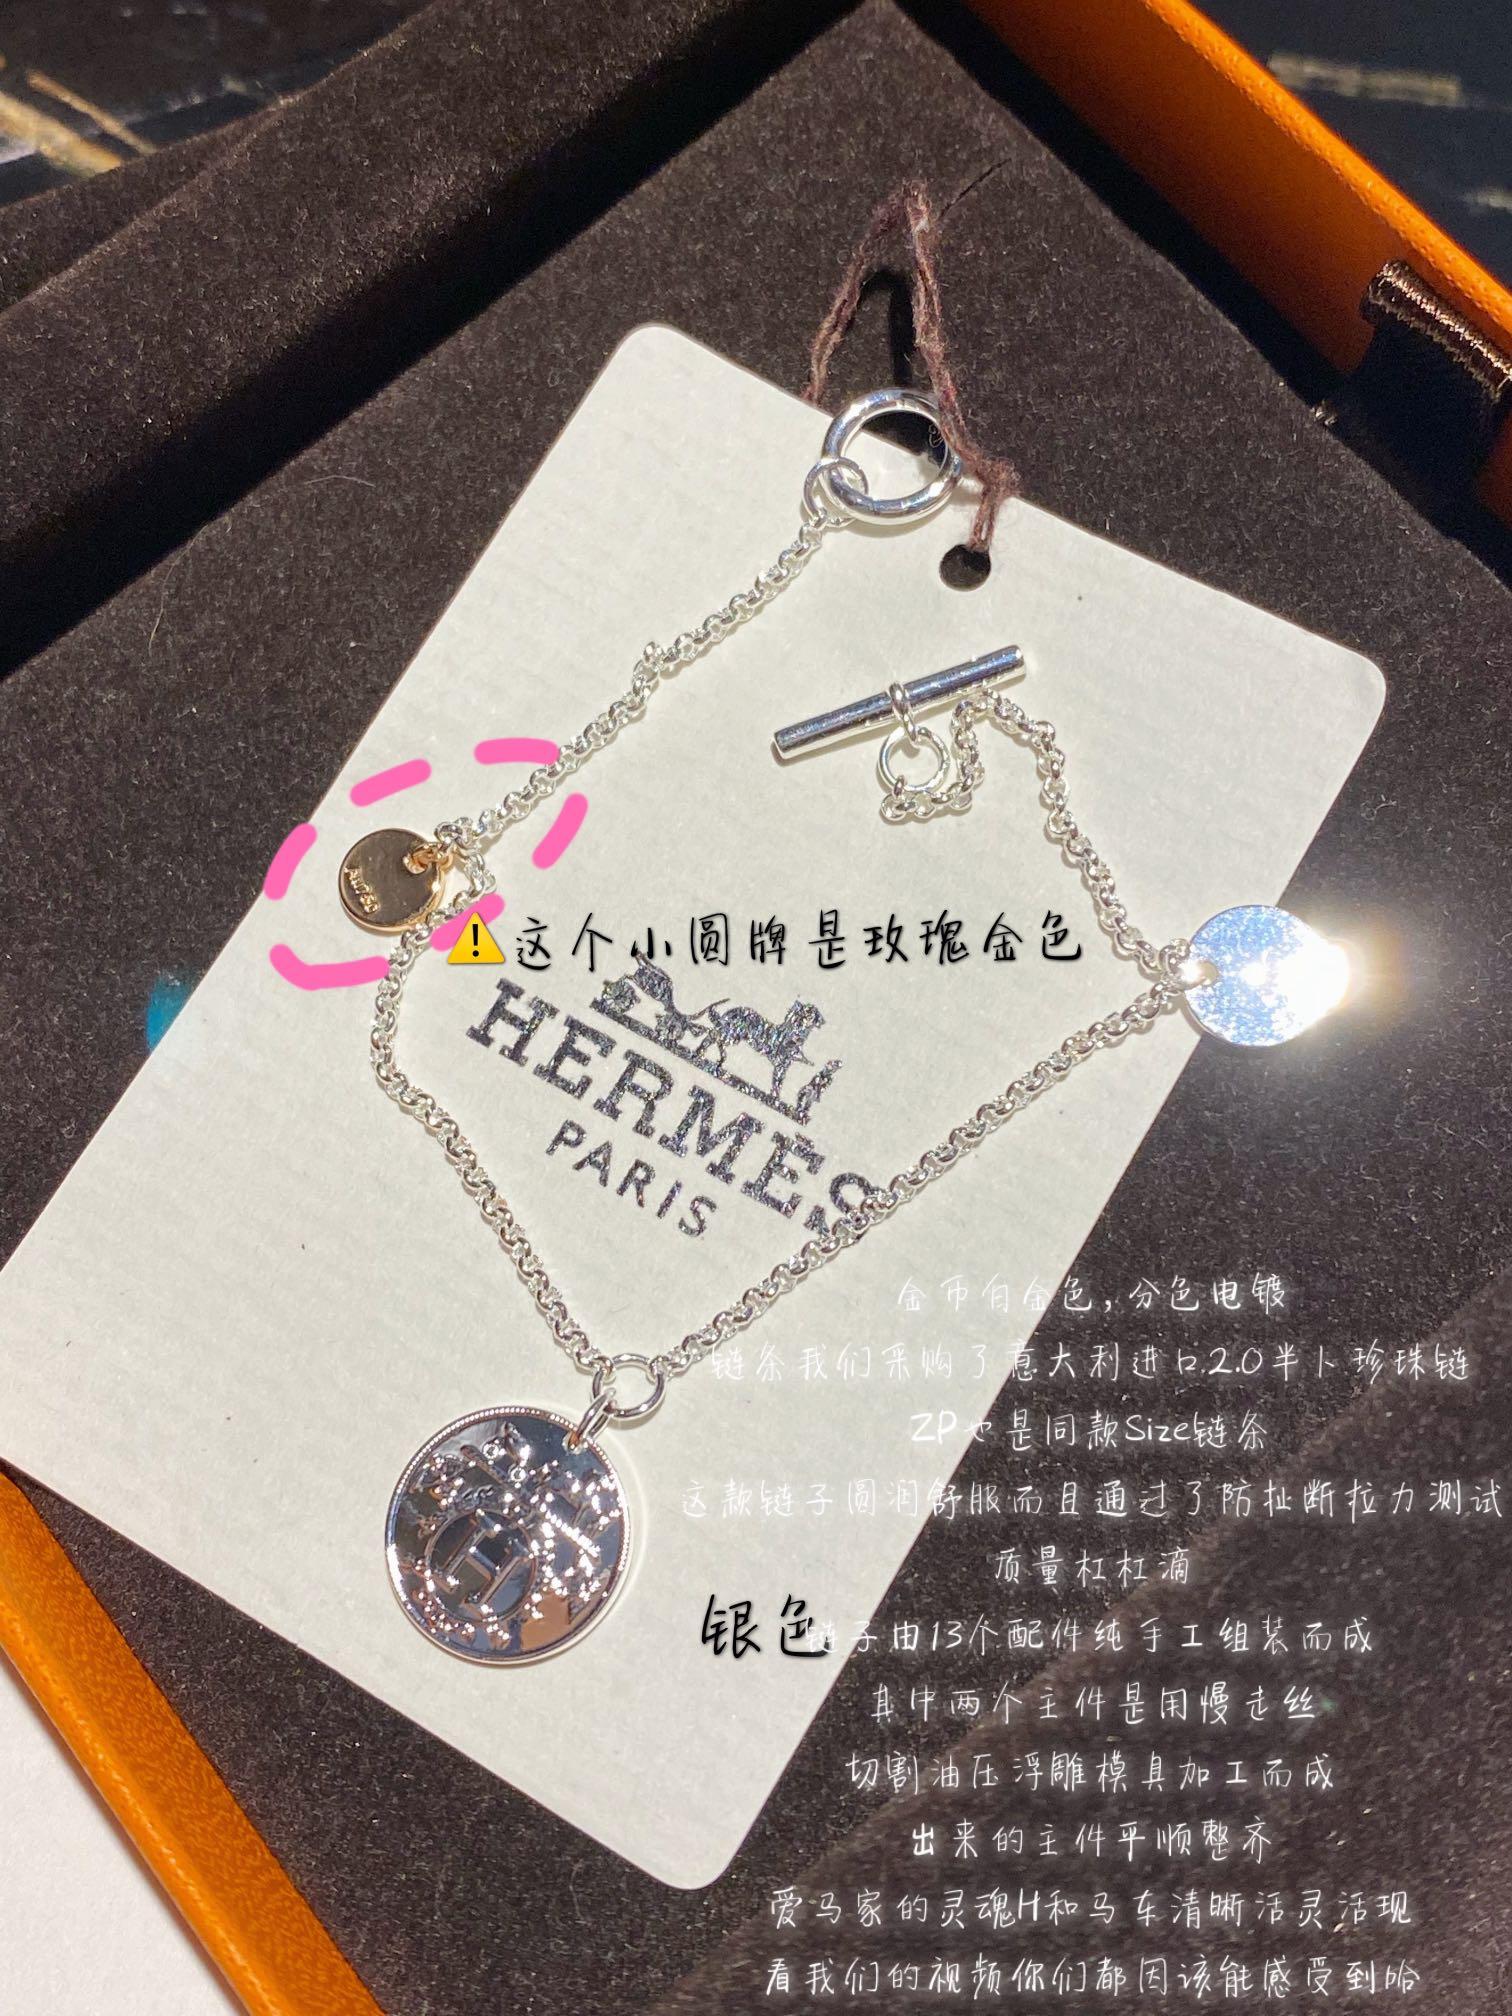 Au750
⚠️这个小圆牌是玫瑰金色
HERMÈS
PARIS
金币白金色,分色电镀
链条我们采购了意大利进口2.0半卜珍珠链
ZP也是同款Size链条
这款链子圆润舒服而且通过了防扯断拉力测试
质量杠杠滴
银色
链子由13个配件纯手工组装而成
其中两个主件是用慢走丝
切割油压浮雕模具加工而成
出来的主件平顺整齐
爱马家的灵魂H和马车清晰活灵活现
看我们的视频你们都因该能感受到哈
H